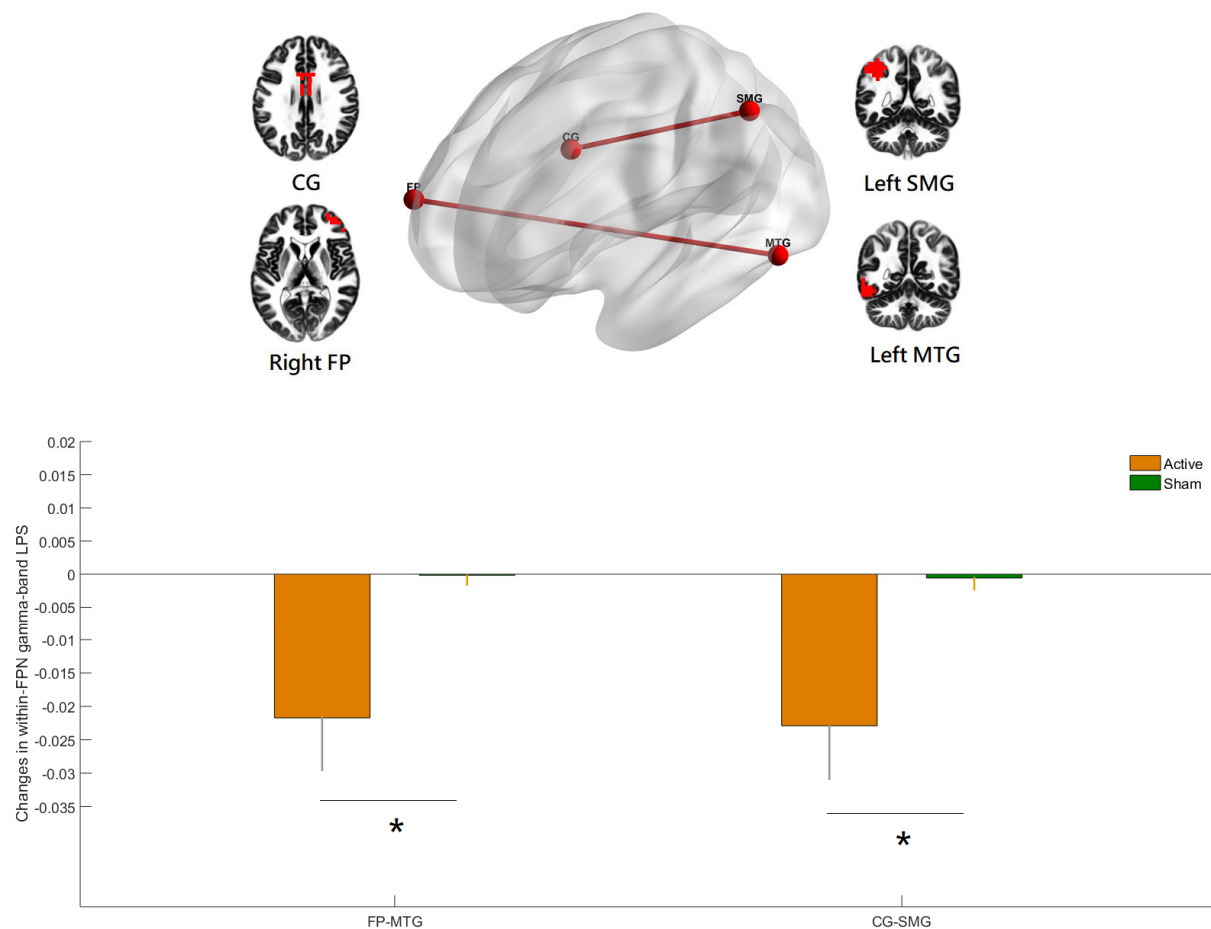 CG
Right FP
FP
CG
SMG
MTG
Left SMG
Left MTG
Changes in within-FPN gamma-band LPS
0.02
0.015
0.01
0.005
0
-0.005
-0.01
-0.015
-0.02
-0.025
-0.03
-0.035
Active
Sham
*
*
FP-MTG
CG-SMG